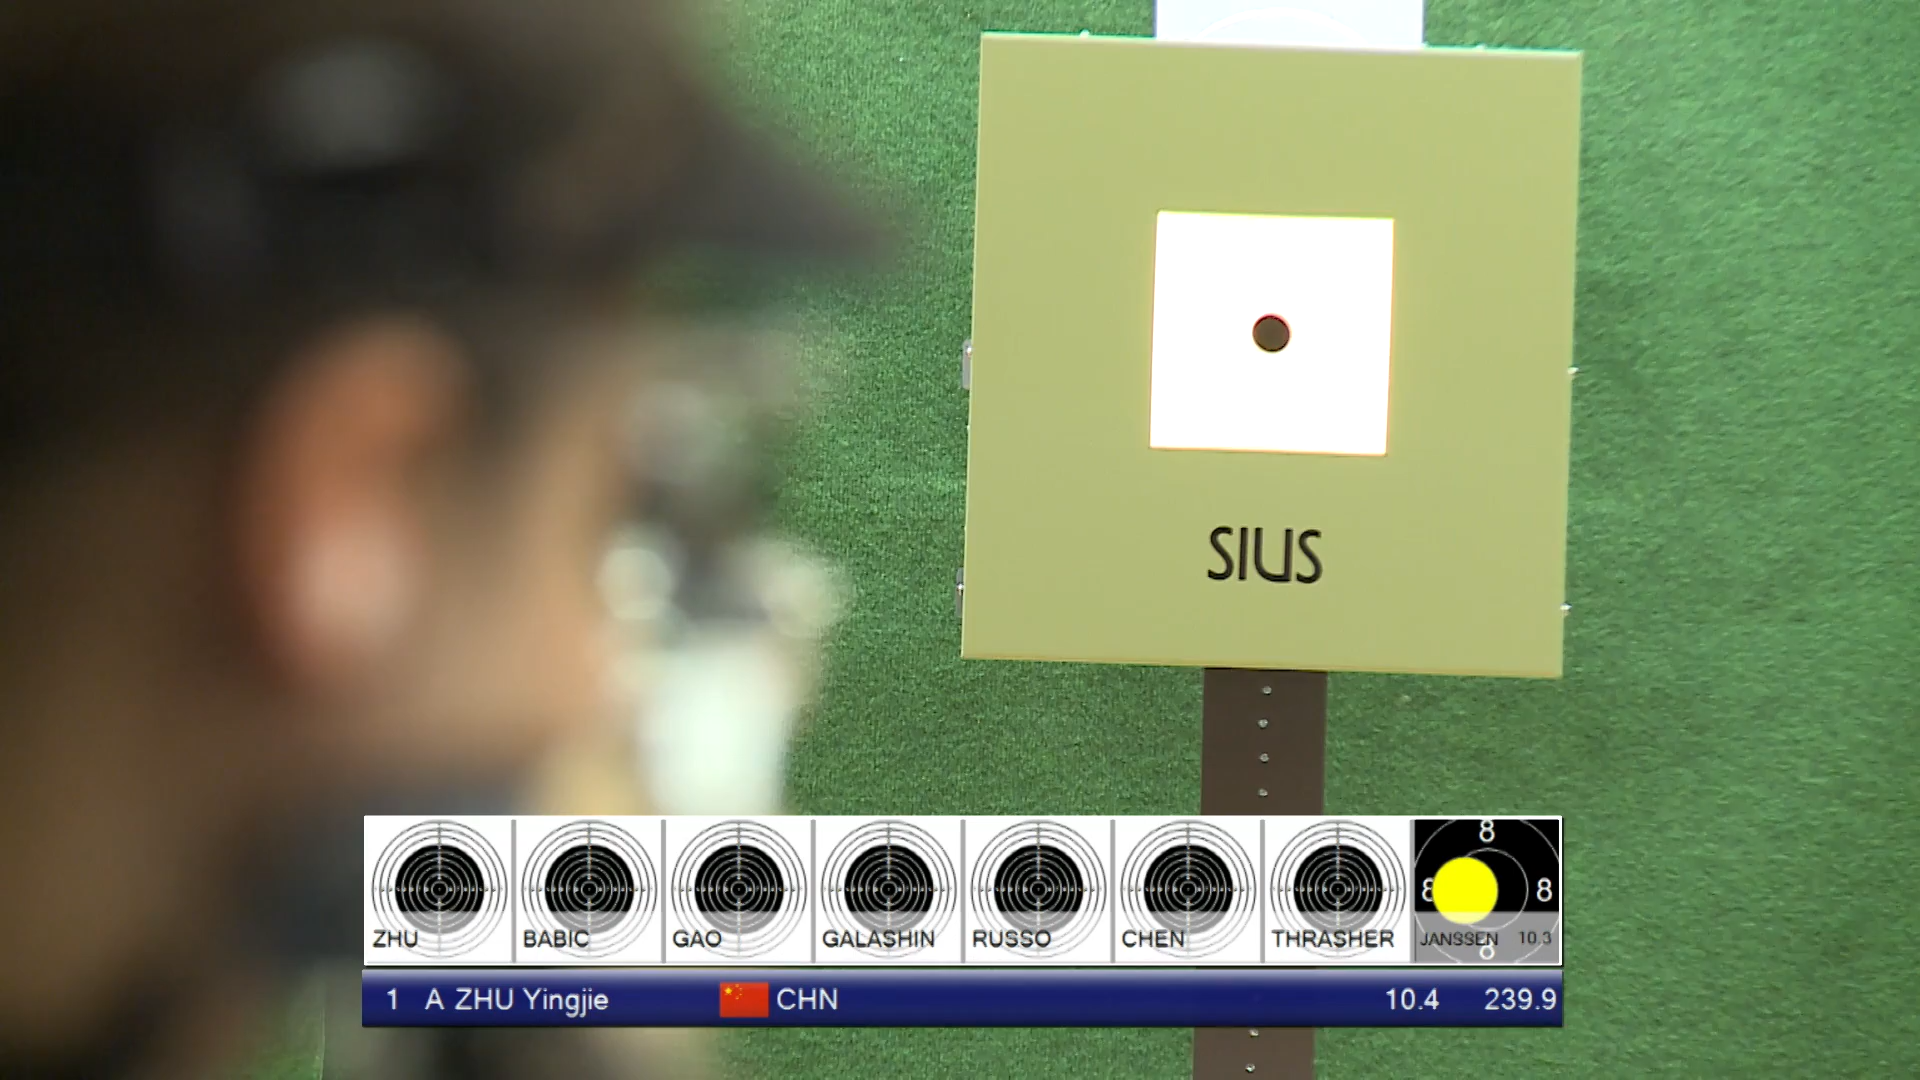 SIUS
8
8 8
ZHU BABIC GAO GALASHIN RUSSO CHEN THRASHER JANSSEN 10.3
8
1 A ZHU Yingjie CHN 10.4 239.9